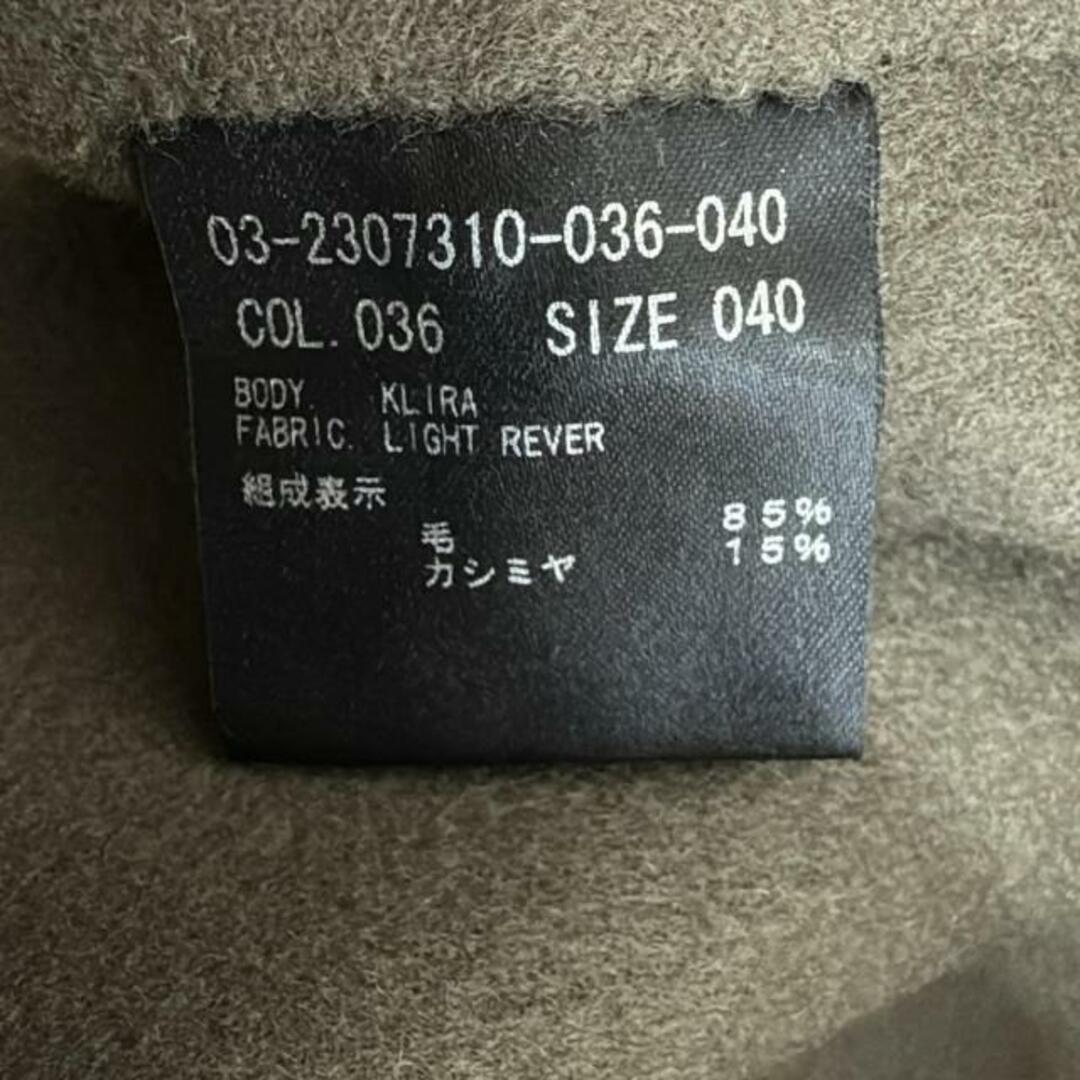 03-2307310-036-040
COL. 036 SIZE 040
BODY. KLIRA
FABRIC. LIGHT REVER
組成表示
毛 85%
カシミヤ 15%